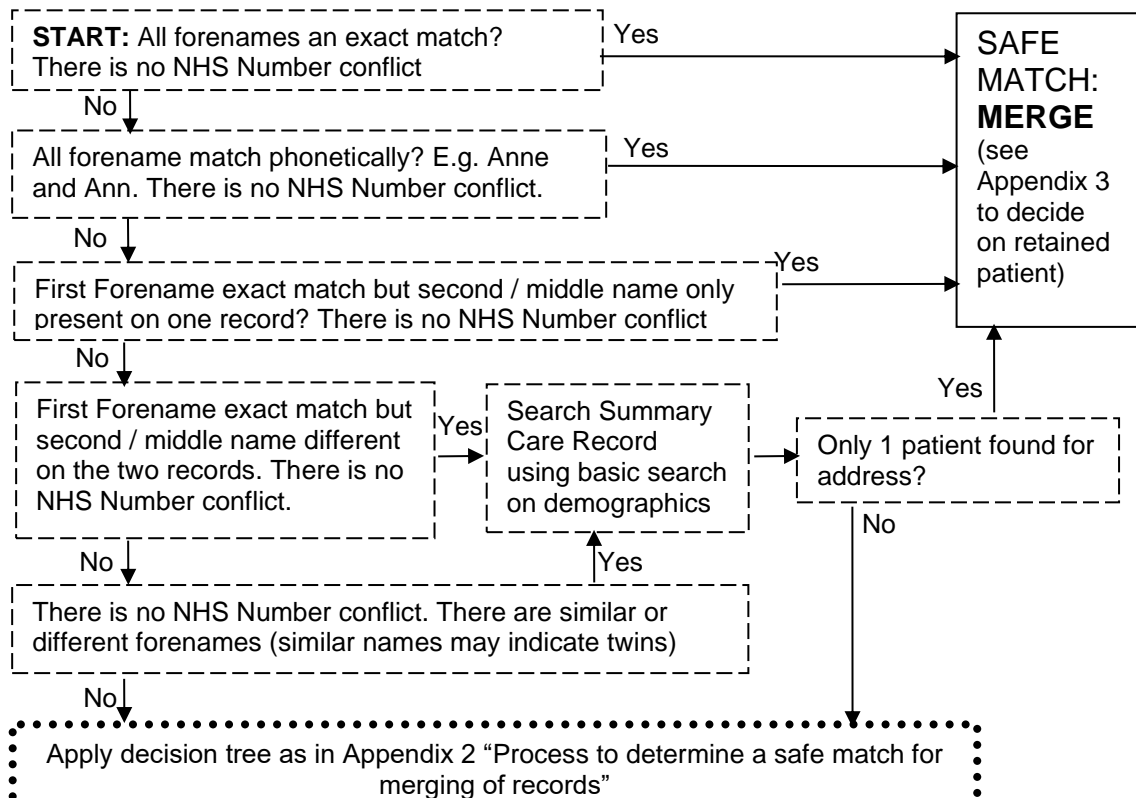 START: All forenames an exact match?
There is no NHS Number conflict
Yes
SAFE
MATCH:
MERGE
(see
Appendix 3
to decide
on retained
patient)
No
All forename match phonetically? E.g. Anne
and Ann. There is no NHS Number conflict.
Yes
No
First Forename exact match but second / middle name only
present on one record? There is no NHS Number conflict
Yes
No
First Forename exact match but
second / middle name different
on the two records. There is no
NHS Number conflict.
Yes
Search Summary
Care Record
using basic search
on demographics
Only 1 patient found for
address?
Yes
No
No
Yes
There is no NHS Number conflict. There are similar or
different forenames (similar names may indicate twins)
No
Apply decision tree as in Appendix 2 “Process to determine a safe match for
merging of records”